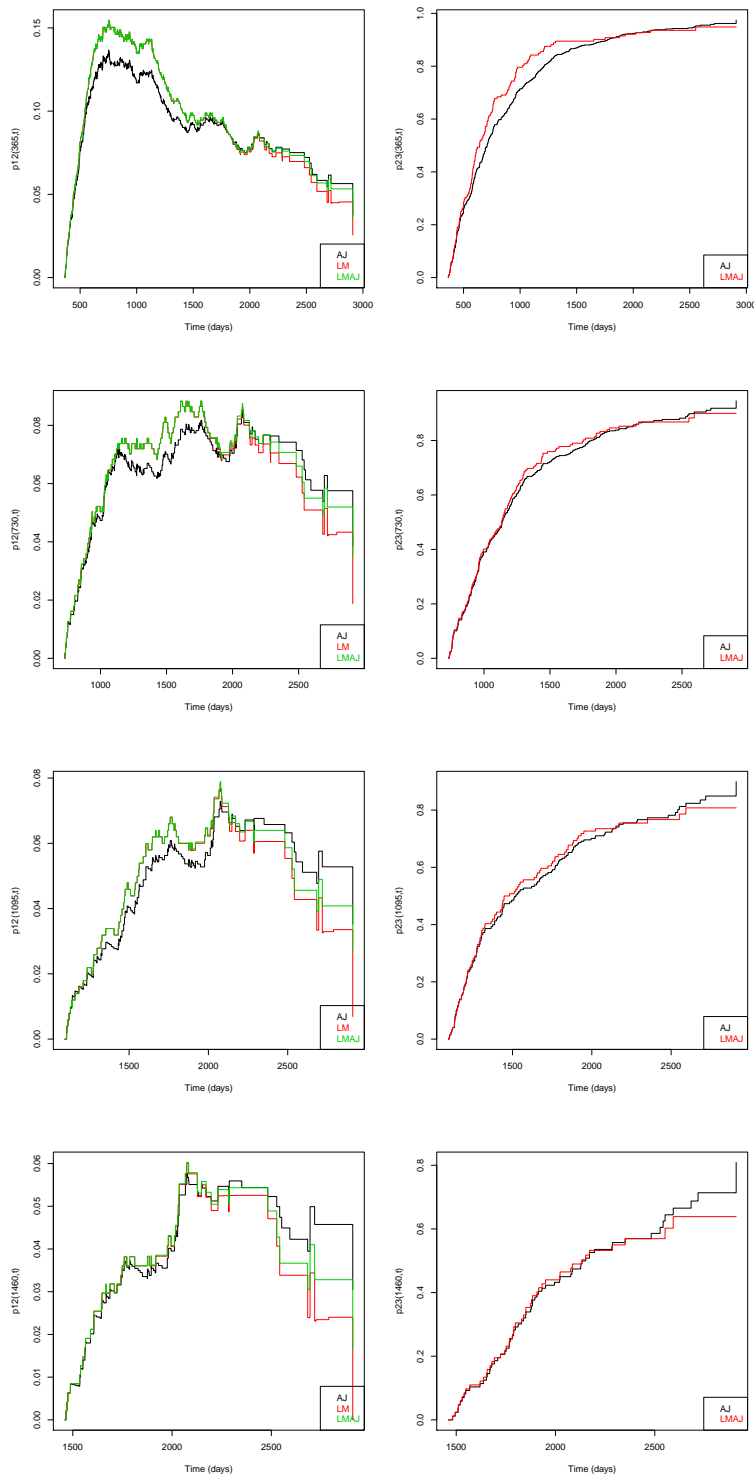 p12(365,t)
0.00 0.05 0.10 0.15
500 1000 1500 2000 2500 3000
Time (days)
AJ
LM
LMAJ
p23(365,t)
0.0 0.2 0.4 0.6 0.8 1.0
500 1000 1500 2000 2500 3000
Time (days)
AJ
LMAJ
p12(730,t)
0.00 0.02 0.04 0.06 0.08
1000 1500 2000 2500
Time (days)
AJ
LM
LMAJ
p23(730,t)
0.0 0.2 0.4 0.6 0.8
1000 1500 2000 2500
Time (days)
AJ
LMAJ
p12(1095,t)
0.00 0.02 0.04 0.06 0.08
1500 2000 2500
Time (days)
AJ
LM
LMAJ
p23(1095,t)
0.0 0.2 0.4 0.6 0.8
1500 2000 2500
Time (days)
AJ
LMAJ
p12(1460,t)
0.00 0.01 0.02 0.03 0.04 0.05 0.06
1500 2000 2500
Time (days)
AJ
LM
LMAJ
p23(1460,t)
0.0 0.2 0.4 0.6 0.8
1500 2000 2500
Time (days)
AJ
LMAJ